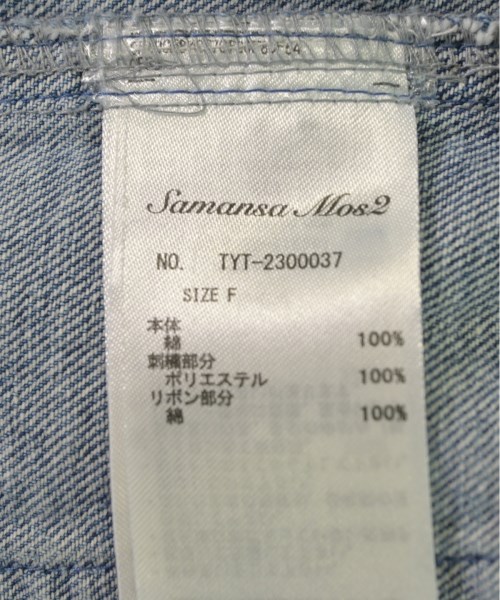 Samansa Mos2
NO. TYT-2300037
SIZE F
本体
綿 100%
刺繍部分
ポリエステル 100%
リボン部分
綿 100%